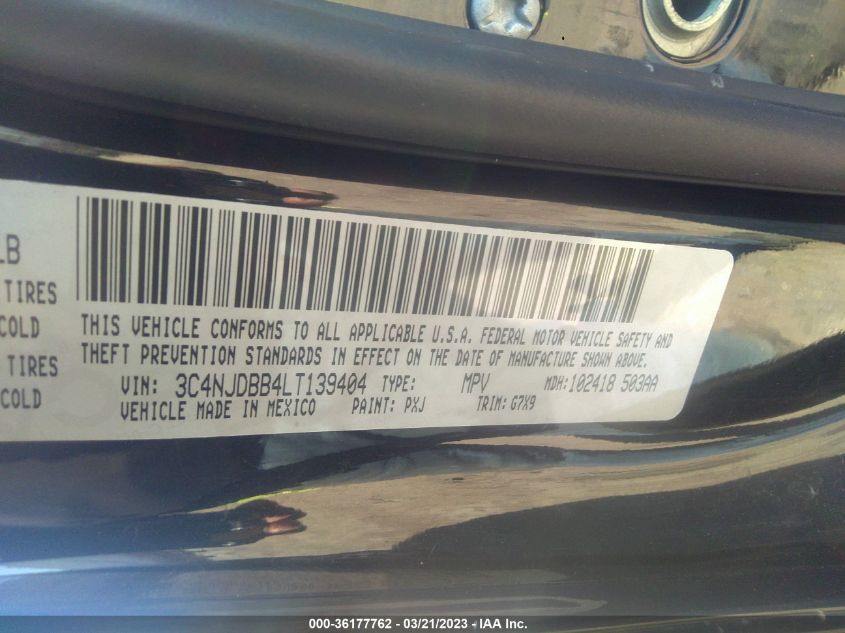 LB
TIRES
COLD
TIRES
COLD
THIS VEHICLE CONFORMS TO ALL APPLICABLE U.S.A. FEDERAL MOTOR VEHICLE SAFETY AND
THEFT PREVENTION STANDARDS IN EFFECT ON THE DATE OF MANUFACTURE SHOWN ABOVE.
VIN: 3C4NJDBB4LT139404 TYPE: MPV MDH: 102418 503AA
VEHICLE MADE IN MEXICO PAINT: PXJ TRIM: G7X9
000-36177762 - 03/21/2023 - IAA Inc.